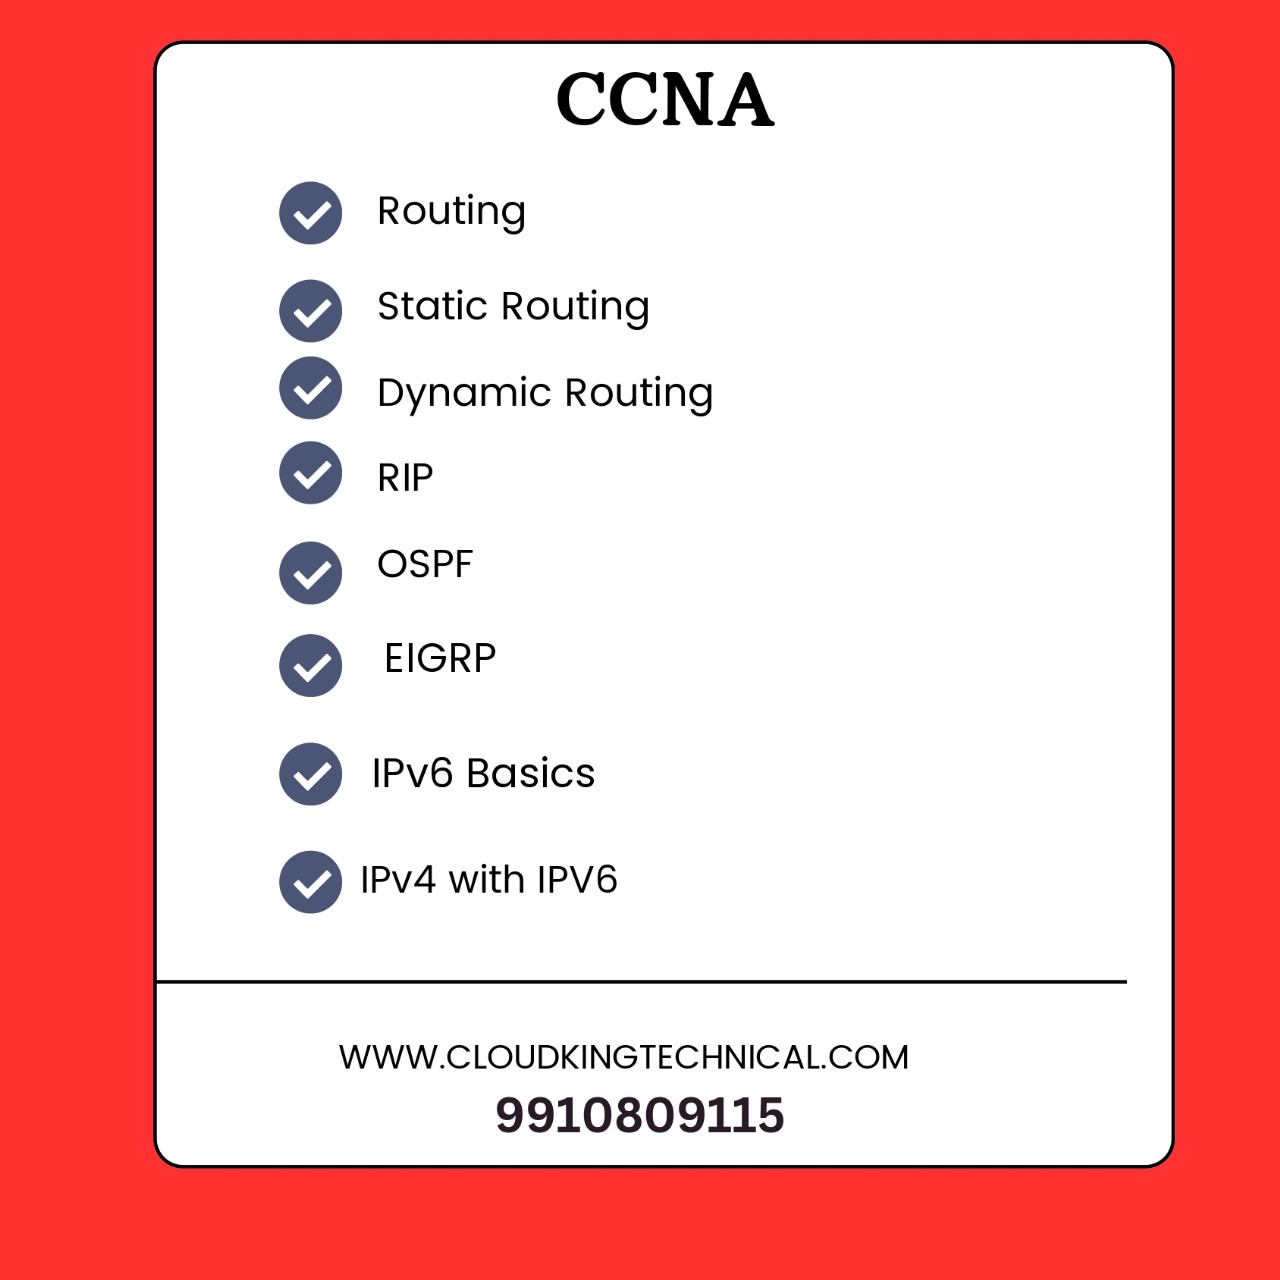 CCNA
Routing
Static Routing
Dynamic Routing
RIP
OSPF
EIGRP
IPv6 Basics
IPv4 with IPV6
WWW.CLOUDKINGTECHNICAL.COM
9910809115